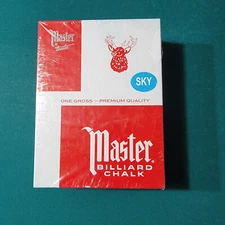 Master
SKY
ONE GROSS - PREMIUM QUALITY
Master
BILLIARD
CHALK